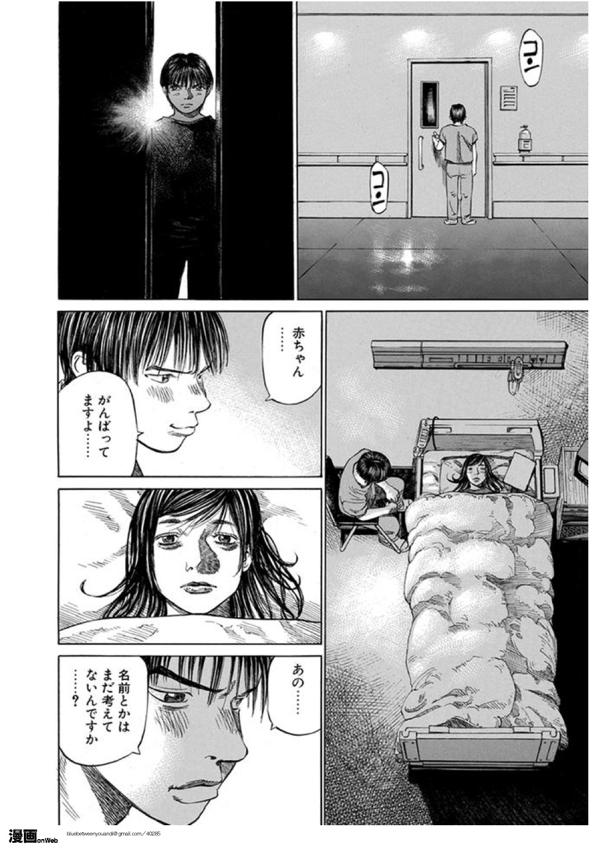 コン
コン
赤ちゃん
……
がんばって
ますよ……
あの……
名前とかは
まだ考えて
ないんですか
……?
漫画onWeb
bluebetweenyouandi@gmail.com/40285